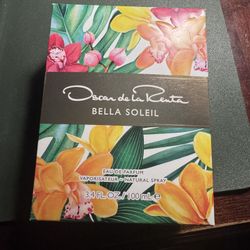 Oscar de la Renta
BELLA SOLEIL
EAU DE PARFUM
VAPORISATEUR - NATURAL SPRAY
3.4 FL. OZ. / 100 mL e